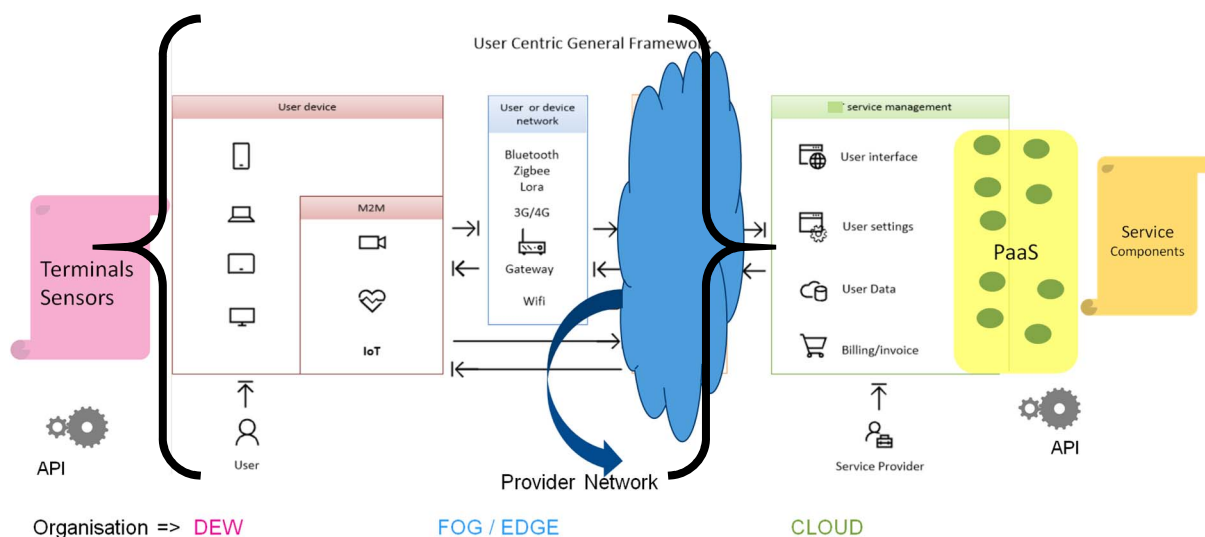 User Centric General Framework
Terminals
Sensors
API
User device
M2M
IoT
User
User or device
network
Bluetooth
Zigbee
Lora
3G/4G
Gateway
Wifi
Provider Network
service management
User interface
User settings
User Data
Billing/invoice
Service Provider
PaaS
Service
Components
API
Organisation => DEW
FOG / EDGE
CLOUD